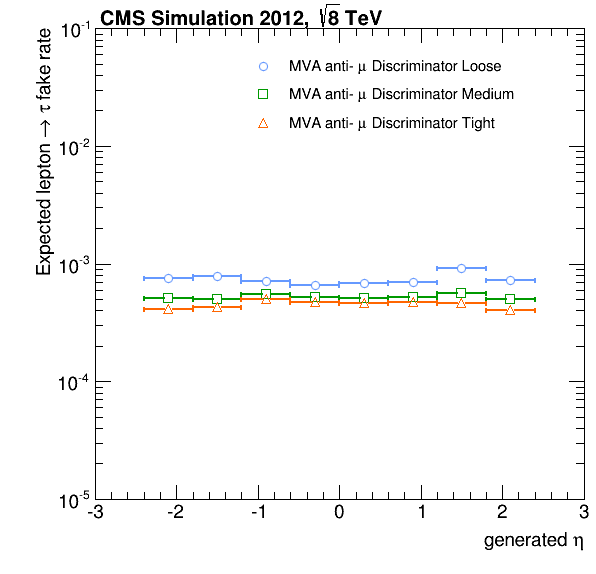 CMS Simulation 2012, √8 TeV
Expected lepton → τ fake rate
MVA anti- μ Discriminator Loose
MVA anti- μ Discriminator Medium
MVA anti- μ Discriminator Tight
10⁻¹
10⁻²
10⁻³
10⁻⁴
10⁻⁵
-3 -2 -1 0 1 2 3
generated η